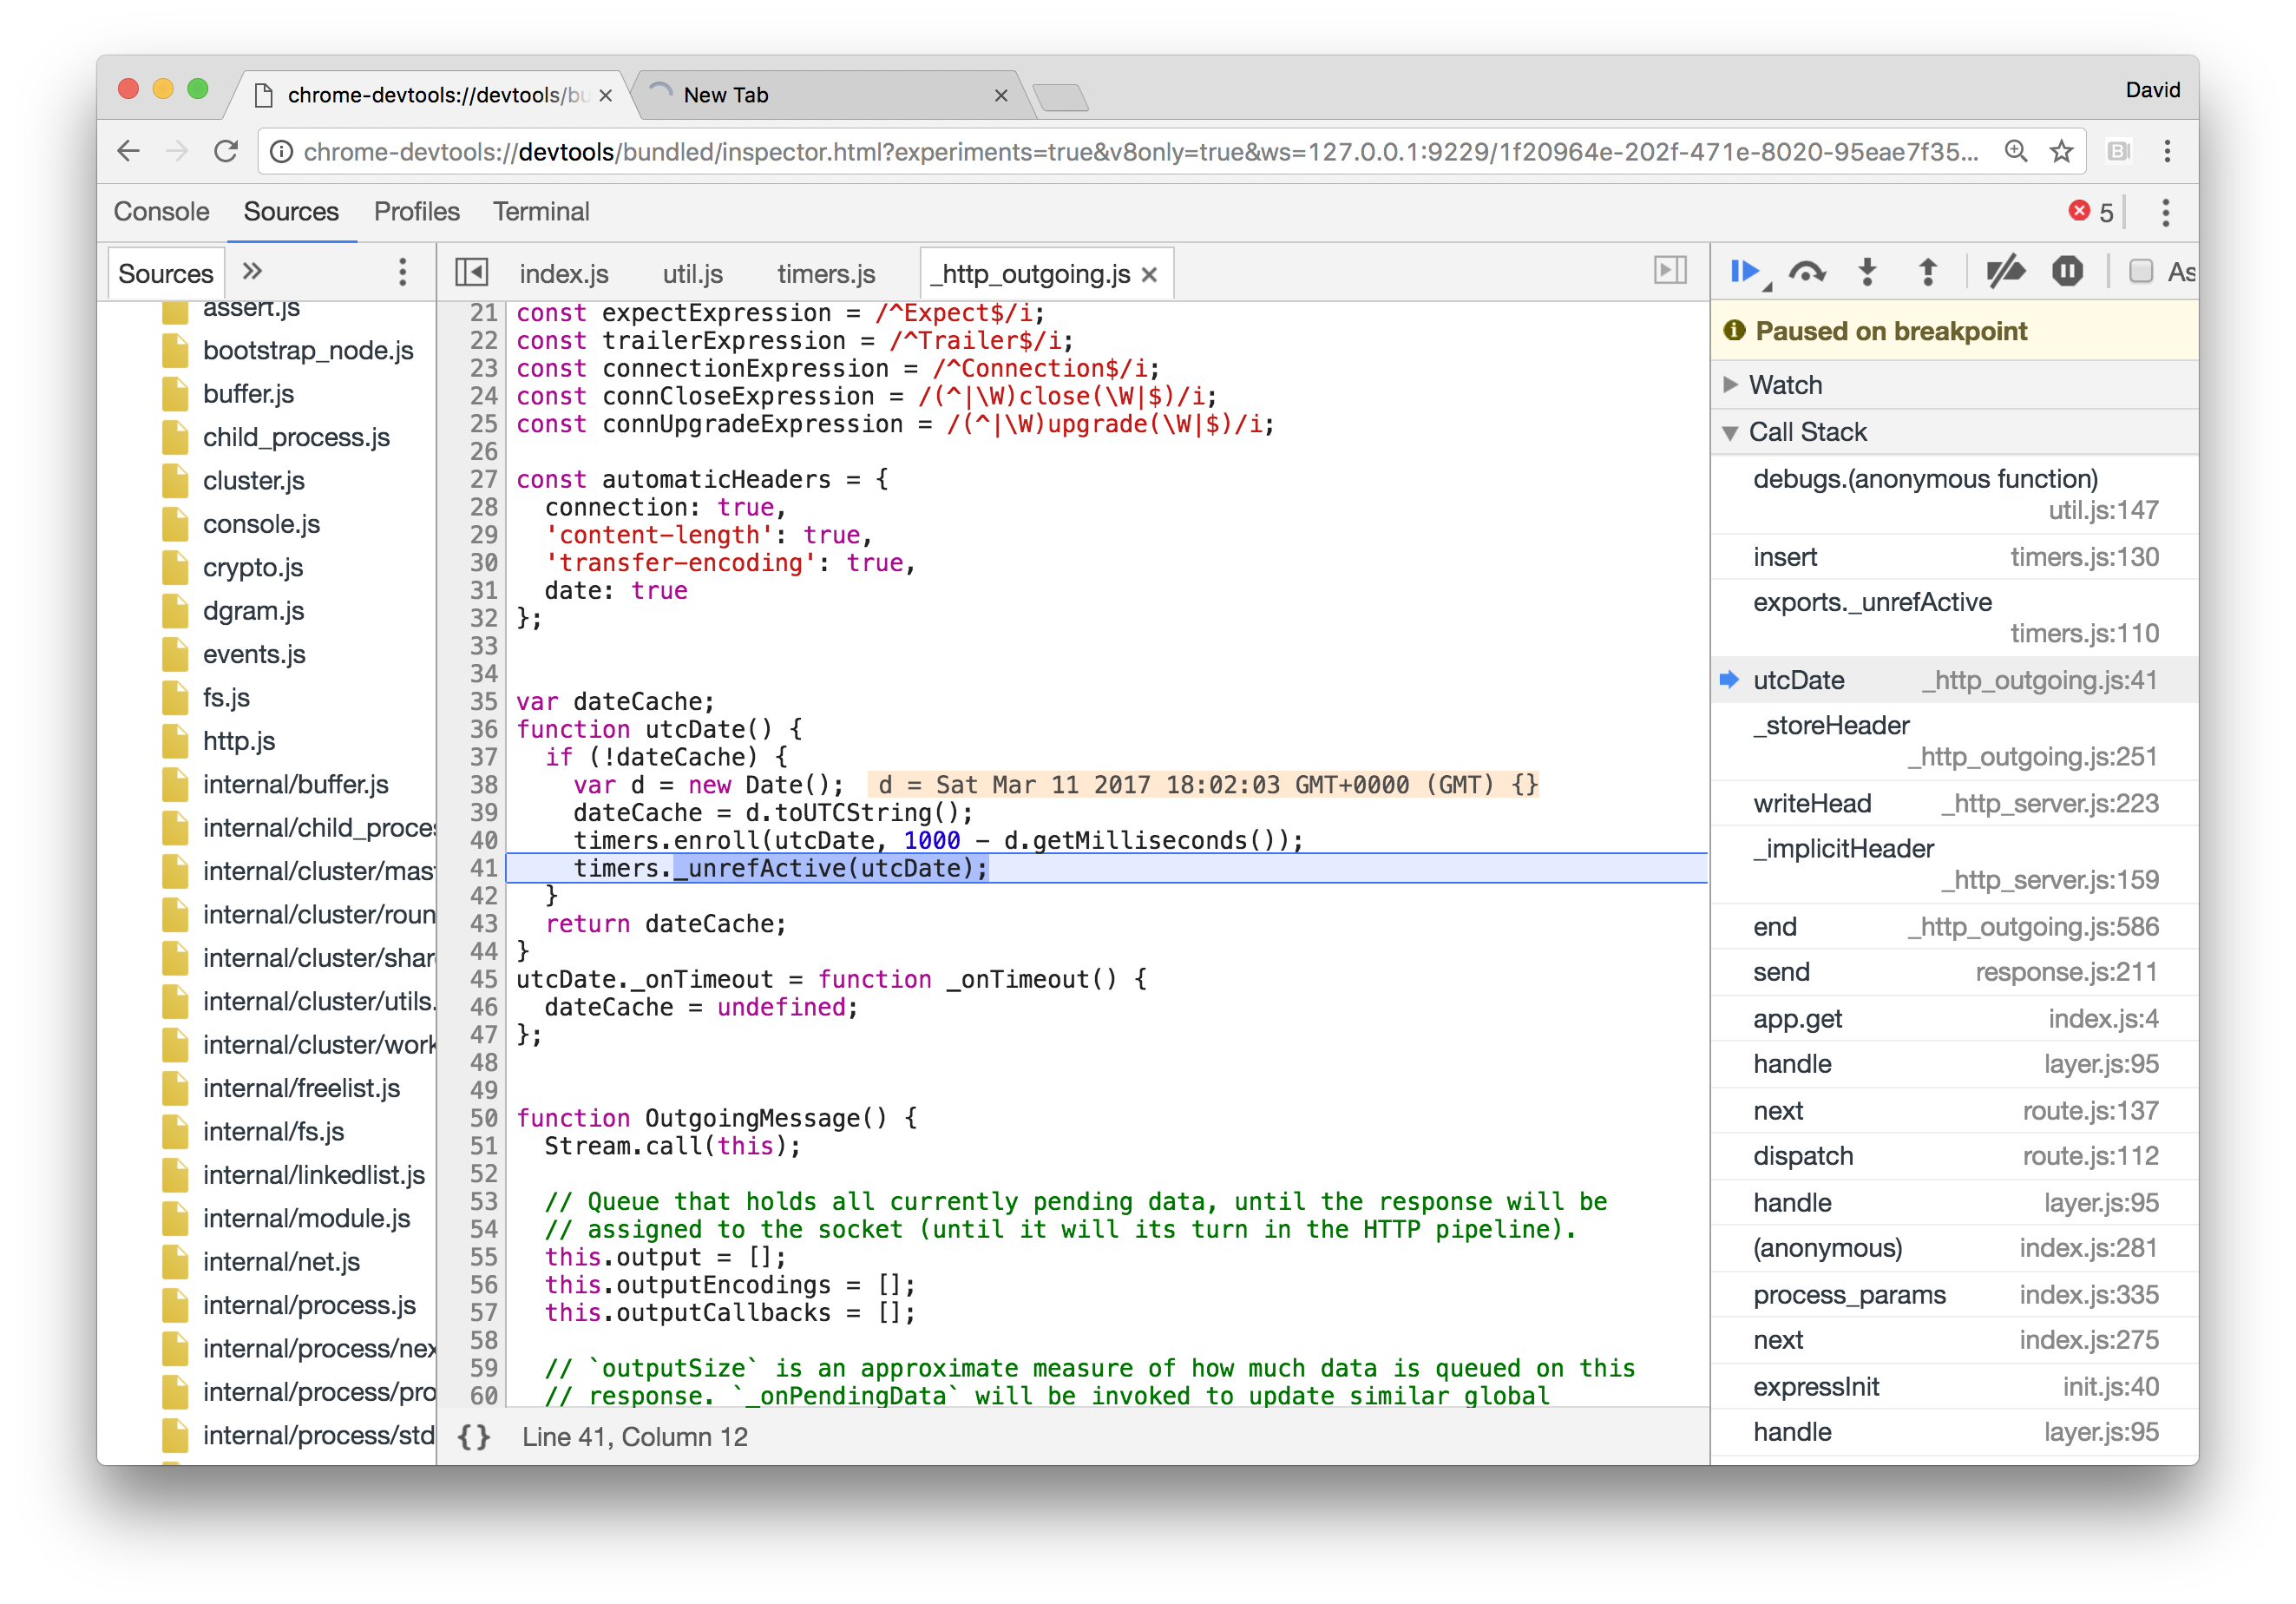 chrome-devtools://devtools/bu
New Tab
David
chrome-devtools://devtools/bundled/inspector.html?experiments=true&v8only=true&ws=127.0.0.1:9229/1f20964e-202f-471e-8020-95eae7f35...
Console Sources Profiles Terminal
5
Sources
assert.js
bootstrap_node.js
buffer.js
child_process.js
cluster.js
console.js
crypto.js
dgram.js
events.js
fs.js
http.js
internal/buffer.js
internal/child_proce
internal/cluster/mas
internal/cluster/roun
internal/cluster/shar
internal/cluster/utils.
internal/cluster/work
internal/freelist.js
internal/fs.js
internal/linkedlist.js
internal/module.js
internal/net.js
internal/process.js
internal/process/nex
internal/process/pro
internal/process/std
index.js util.js timers.js _http_outgoing.js
21 const expectExpression = /^Expect$/i;
22 const trailerExpression = /^Trailer$/i;
23 const connectionExpression = /^Connection$/i;
24 const connCloseExpression = /(^|\W)close(\W|$)/i;
25 const connUpgradeExpression = /(^|\W)upgrade(\W|$)/i;
26
27 const automaticHeaders = {
28 connection: true,
29 'content-length': true,
30 'transfer-encoding': true,
31 date: true
32 };
33
34
35 var dateCache;
36 function utcDate() {
37 if (!dateCache) {
38 var d = new Date(); d = Sat Mar 11 2017 18:02:03 GMT+0000 (GMT) {}
39 dateCache = d.toUTCString();
40 timers.enroll(utcDate, 1000 - d.getMilliseconds());
41 timers._unrefActive(utcDate);
42 }
43 return dateCache;
44 }
45 utcDate._onTimeout = function _onTimeout() {
46 dateCache = undefined;
47 };
48
49
50 function OutgoingMessage() {
51 Stream.call(this);
52
53 // Queue that holds all currently pending data, until the response will be
54 // assigned to the socket (until it will its turn in the HTTP pipeline).
55 this.output = [];
56 this.outputEncodings = [];
57 this.outputCallbacks = [];
58
59 // `outputSize` is an approximate measure of how much data is queued on this
60 // response. `_onPendingData` will be invoked to update similar global
{} Line 41, Column 12
As
Paused on breakpoint
Watch
Call Stack
debugs.(anonymous function)
util.js:147
insert timers.js:130
exports._unrefActive
timers.js:110
utcDate _http_outgoing.js:41
_storeHeader
_http_outgoing.js:251
writeHead _http_server.js:223
_implicitHeader
_http_server.js:159
end _http_outgoing.js:586
send response.js:211
app.get index.js:4
handle layer.js:95
next route.js:137
dispatch route.js:112
handle layer.js:95
(anonymous) index.js:281
process_params index.js:335
next index.js:275
expressInit init.js:40
handle layer.js:95